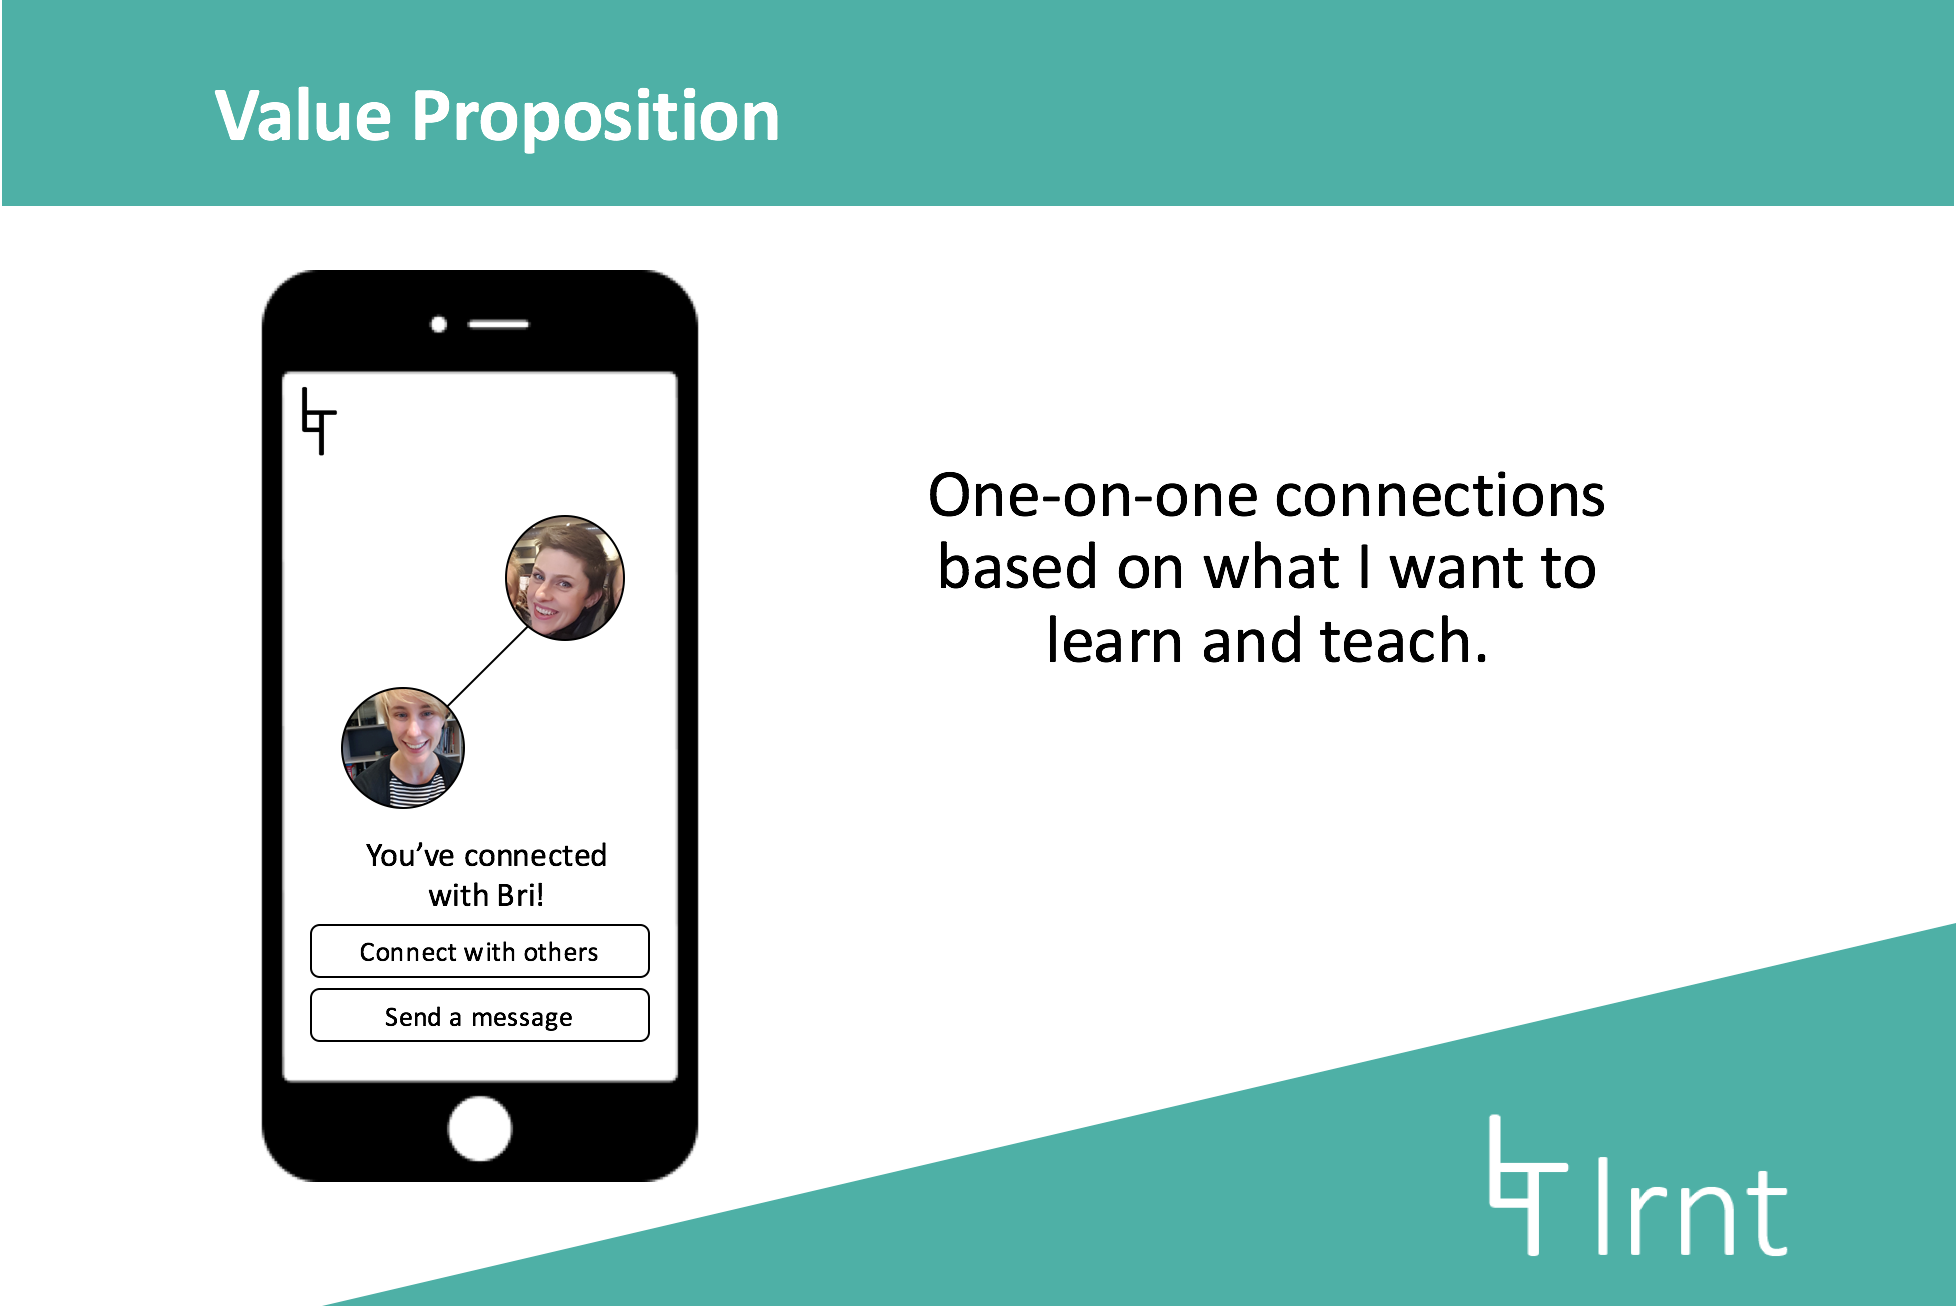 Value Proposition
You’ve connected
with Bri!
Connect with others
Send a message
One-on-one connections
based on what I want to
learn and teach.
lrnt